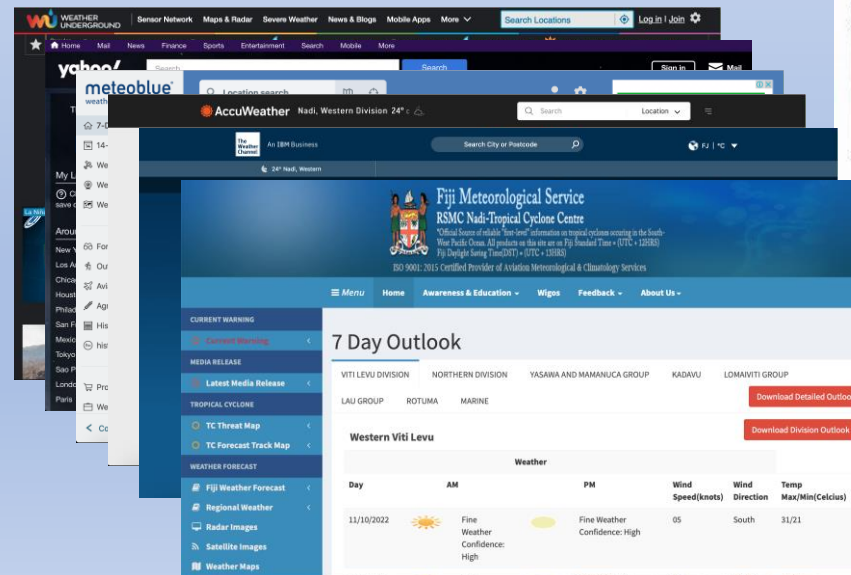 WEATHER
UNDERGROUND
Sensor Network Maps & Radar Severe Weather News & Blogs Mobile Apps More
Search Locations
Log in | Join
Home Mail News Finance Sports Entertainment Search Mobile More
yahoo!
Search
Search
Sign in
Mail
meteoblue
weath
Location search
7-D
14-
We
We
We
For
Out
Avi
Agr
His
hist
Pro
We
Co
My L
save c
Arour
New Y
Los A
Chica
Houst
Philad
San F
Mexic
Tokyo
Sao P
Londo
Paris
La Niñ
AccuWeather Nadi, Western Division 24° C
Search
Location
The
Weather
Channel
An IBM Business
Search City or Postcode
FJ | °C
24° Nadi, Western
Fiji Meteorological Service
RSMC Nadi-Tropical Cyclone Centre
"Official Source of reliable "first-level" information on tropical cyclones occuring in the South-
West Pacific Ocean. All products on this site are on Fiji Standard Time = (UTC + 12HRS)
Fiji Daylight Saving Time(DST) = (UTC + 13HRS)
ISO 9001: 2015 Certified Provider of Aviation Meteorological & Climatology Services
Menu Home Awareness & Education Wigos Feedback About Us
CURRENT WARNING
Current Warning
MEDIA RELEASE
Latest Media Release
TROPICAL CYCLONE
TC Threat Map
TC Forecast Track Map
WEATHER FORECAST
Fiji Weather Forecast
Regional Weather
Radar Images
Satellite Images
Weather Maps
7 Day Outlook
VITI LEVU DIVISION NORTHERN DIVISION YASAWA AND MAMANUCA GROUP KADAVU LOMAIVITI GROUP
LAU GROUP ROTUMA MARINE
Download Detailed Outloo
Download Division Outlook
Western Viti Levu
Weather
Day AM PM Wind Speed(knots) Wind Direction Temp Max/Min(Celcius)
11/10/2022 Fine Weather Confidence: High Fine Weather Confidence: High 05 South 31/21